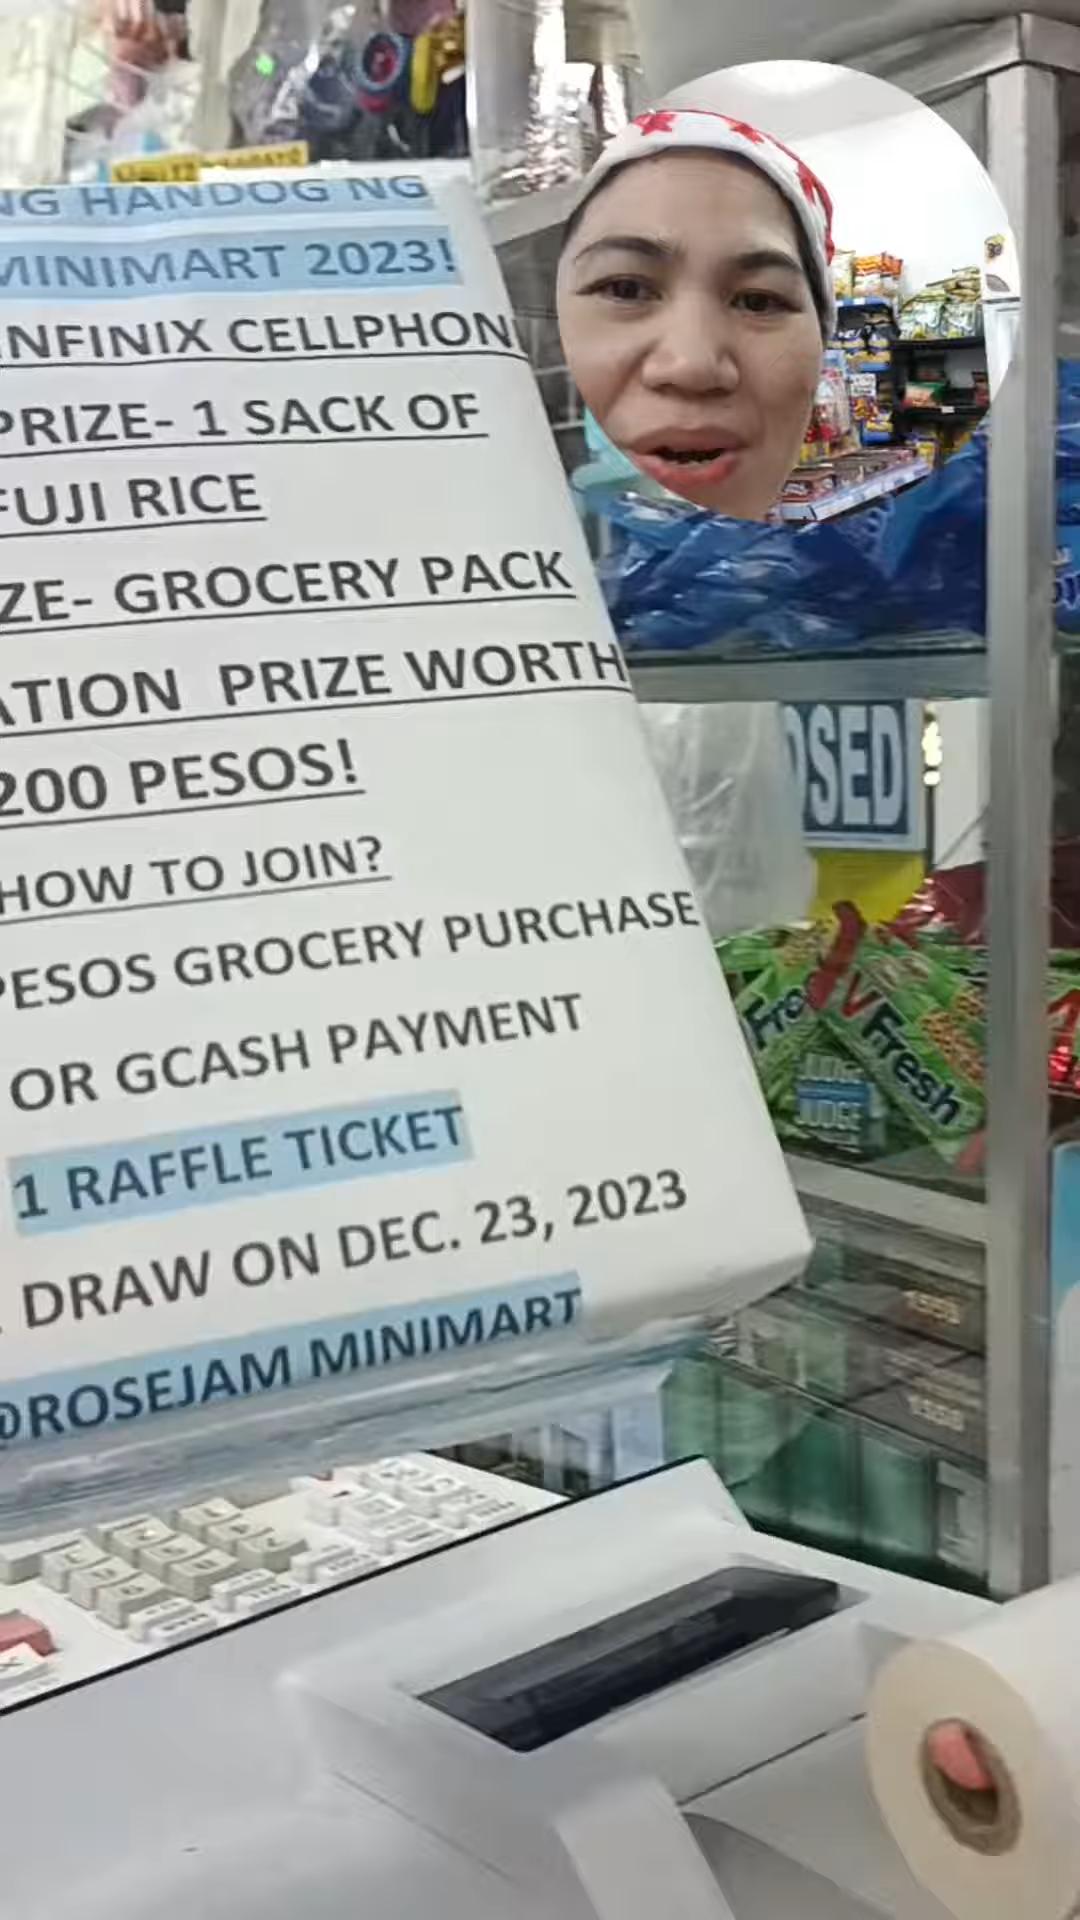 NG HANDOG NG
MINIMART 2023!
INFINIX CELLPHON
PRIZE- 1 SACK OF
FUJI RICE
ZE- GROCERY PACK
ATION PRIZE WORTH
200 PESOS!
HOW TO JOIN?
PESOS GROCERY PURCHASE
OR GCASH PAYMENT
1 RAFFLE TICKET
DRAW ON DEC. 23, 2023
@ROSEJAM MINIMART
OSED
Fresh
JUDGE
JUDGE